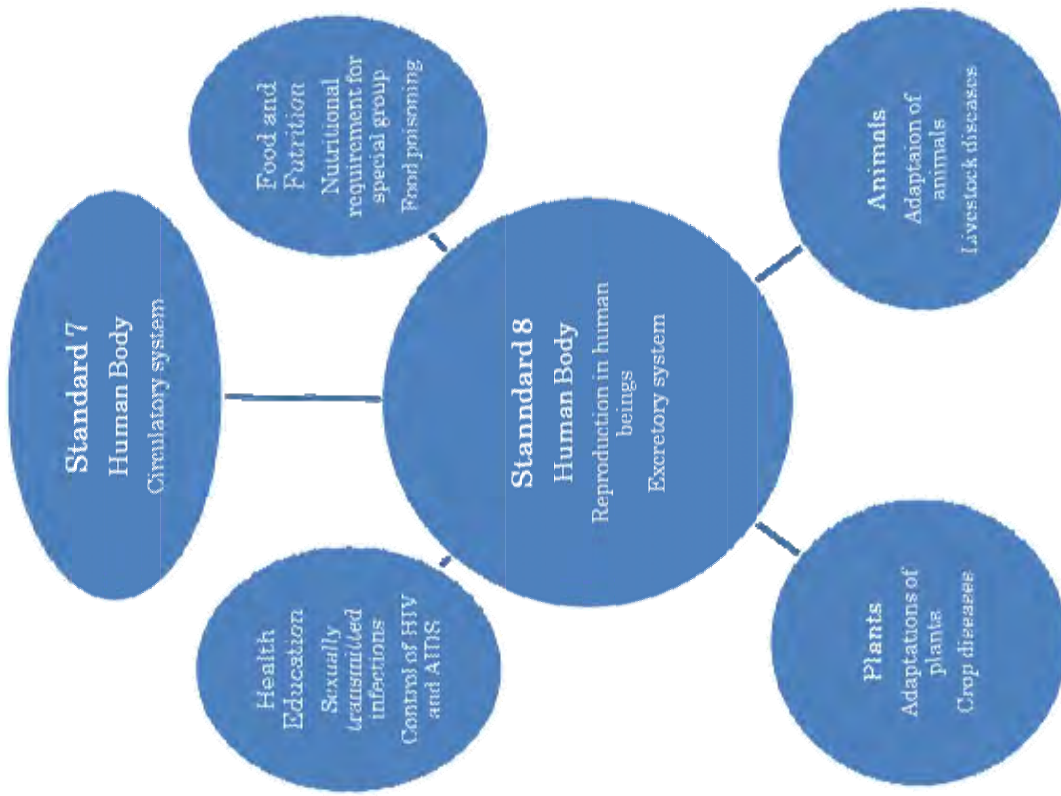 Standard 7
Human Body
Circulatory system
Health
Education
Sexually
transmitted
infections
Control of HIV
and AIDS
Food and
Futrition
Nutritional
requirement for
special group
Food poisoning
Stanndard 8
Human Body
Reproduction in human
beings
Excretory system
Plants
Adaptations of
plants
Crop diseases
Animals
Adaptaion of
animals
Livestock diseases